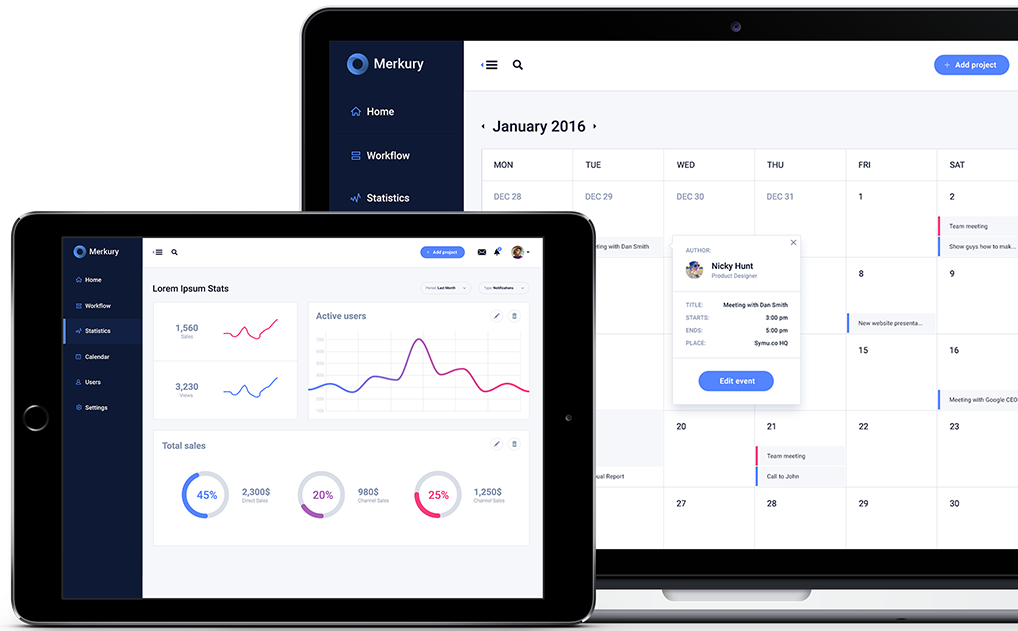 Merkury
Home
Workflow
Statistics
+ Add project
January 2016
MON TUE WED THU FRI SAT
DEC 28 DEC 29 DEC 30 DEC 31 1 2
Team meeting
Show guys how to mak...
with Dan Smith
AUTHOR:
Nicky Hunt
Product Designer
TITLE: Meeting with Dan Smith
STARTS: 3:00 pm
ENDS: 5:00 pm
PLACE: Symu.co HQ
Edit event
8 9
New website presenta...
15 16
Meeting with Google CEO
20 21 22 23
Team meeting
Call to John
Report
27 28 29 30
Merkury
Home
Workflow
Statistics
Calendar
Users
Settings
+ Add project
Lorem Ipsum Stats
Period: Last Month
Type: Notifications
1,560
Sales
3,230
Views
Active users
Total sales
45%
2,300$
Direct Sales
20%
980$
Channel Sales
25%
1,250$
Channel Sales